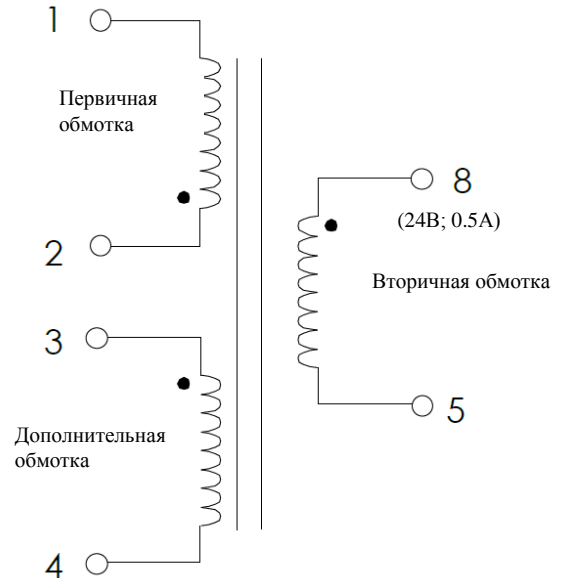 1
Первичная
обмотка
2
8
(24В; 0.5А)
Вторичная обмотка
3
5
Дополнительная
обмотка
4